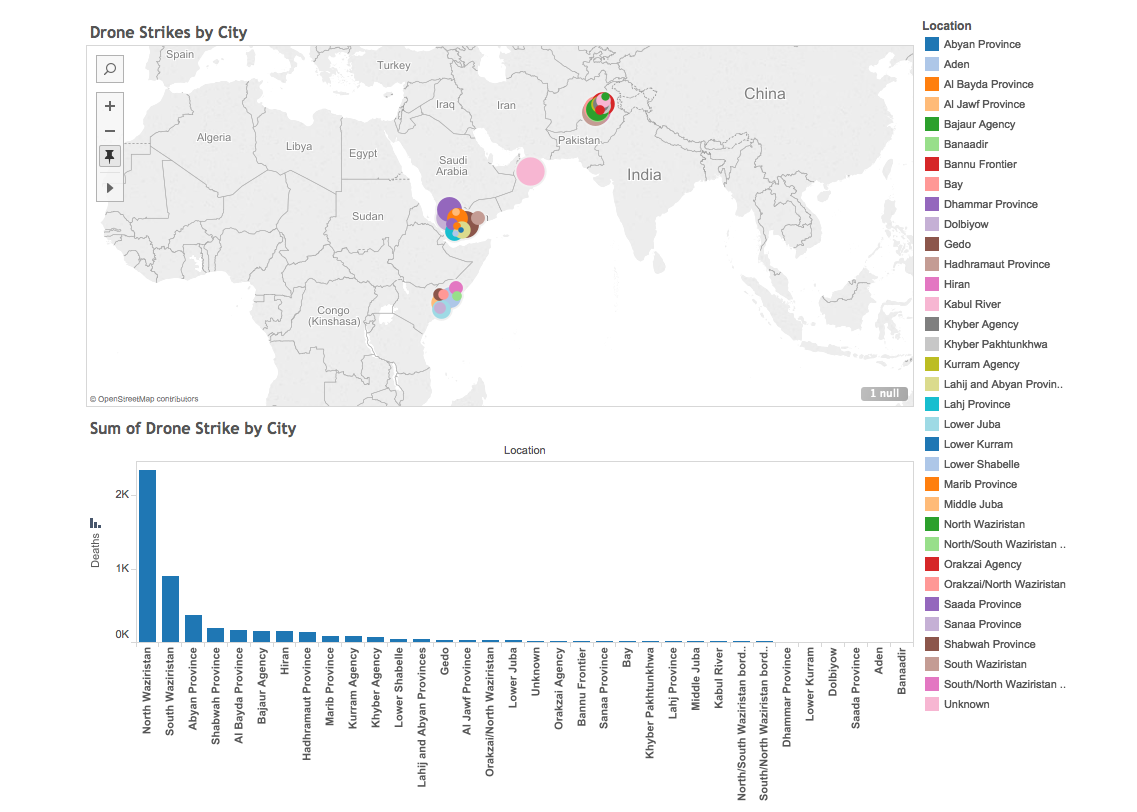 Drone Strikes by City
Spain
Turkey
Iraq
Iran
China
Algeria
Libya
Egypt
Saudi
Arabia
Pakistan
India
Sudan
Congo
(Kinshasa)
© OpenStreetMap contributors
1 null
Sum of Drone Strike by City
Location
Deaths
2K
1K
0K
North Waziristan
South Waziristan
Abyan Province
Shabwah Province
Al Bayda Province
Bajaur Agency
Hiran
Hadhramaut Province
Marib Province
Kurram Agency
Khyber Agency
Lower Shabelle
Lahij and Abyan Provinces
Gedo
Al Jawf Province
Orakzai/North Waziristan
Lower Juba
Unknown
Orakzai Agency
Bannu Frontier
Sanaa Province
Bay
Khyber Pakhtunkhwa
Lahj Province
Middle Juba
Kabul River
North/South Waziristan bord..
South/North Waziristan bord..
Dhammar Province
Lower Kurram
Dolbiyow
Saada Province
Aden
Banaadir
Location
Abyan Province
Aden
Al Bayda Province
Al Jawf Province
Bajaur Agency
Banaadir
Bannu Frontier
Bay
Dhammar Province
Dolbiyow
Gedo
Hadhramaut Province
Hiran
Kabul River
Khyber Agency
Khyber Pakhtunkhwa
Kurram Agency
Lahij and Abyan Provin..
Lahj Province
Lower Juba
Lower Kurram
Lower Shabelle
Marib Province
Middle Juba
North Waziristan
North/South Waziristan ..
Orakzai Agency
Orakzai/North Waziristan
Saada Province
Sanaa Province
Shabwah Province
South Waziristan
South/North Waziristan ..
Unknown